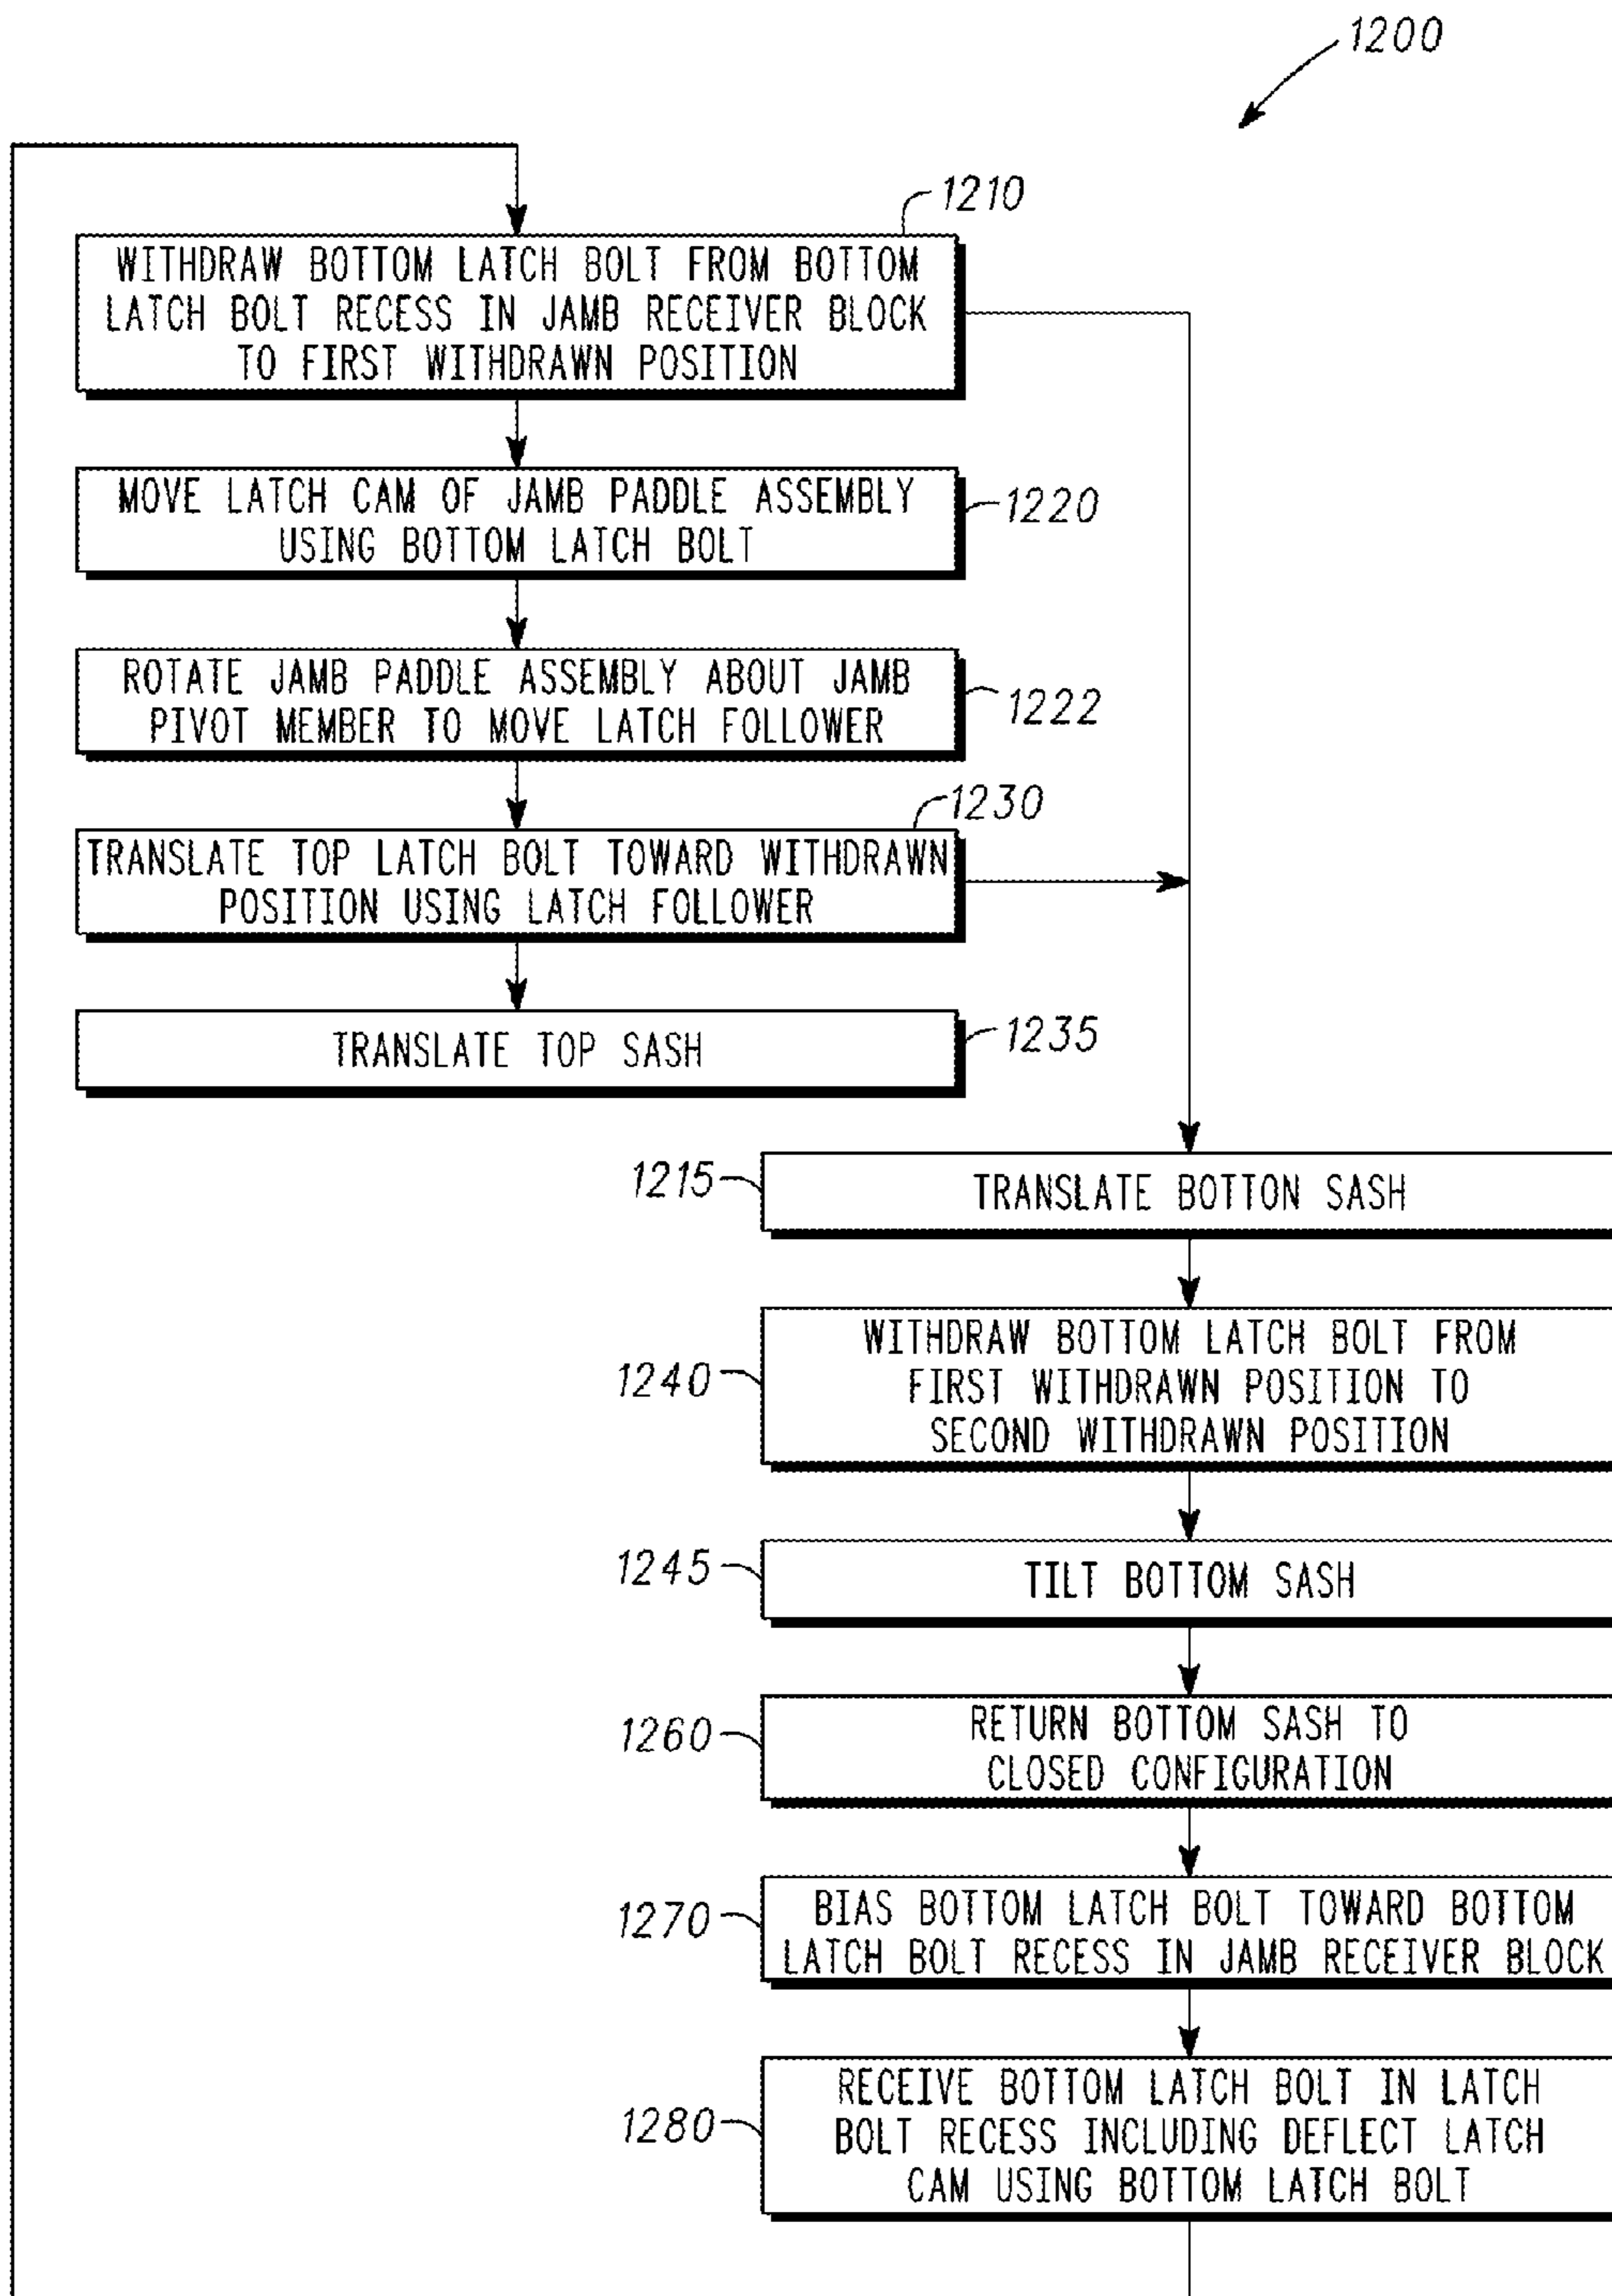 1200
1210
WITHDRAW BOTTOM LATCH BOLT FROM BOTTOM
LATCH BOLT RECESS IN JAMB RECEIVER BLOCK
TO FIRST WITHDRAWN POSITION
MOVE LATCH CAM OF JAMB PADDLE ASSEMBLY
USING BOTTOM LATCH BOLT
1220
ROTATE JAMB PADDLE ASSEMBLY ABOUT JAMB
PIVOT MEMBER TO MOVE LATCH FOLLOWER
1222
1230
TRANSLATE TOP LATCH BOLT TOWARD WITHDRAWN
POSITION USING LATCH FOLLOWER
TRANSLATE TOP SASH
1235
1215
TRANSLATE BOTTON SASH
1240
WITHDRAW BOTTOM LATCH BOLT FROM
FIRST WITHDRAWN POSITION TO
SECOND WITHDRAWN POSITION
1245
TILT BOTTOM SASH
1260
RETURN BOTTOM SASH TO
CLOSED CONFIGURATION
1270
BIAS BOTTOM LATCH BOLT TOWARD BOTTOM
LATCH BOLT RECESS IN JAMB RECEIVER BLOCK
1280
RECEIVE BOTTOM LATCH BOLT IN LATCH
BOLT RECESS INCLUDING DEFLECT LATCH
CAM USING BOTTOM LATCH BOLT